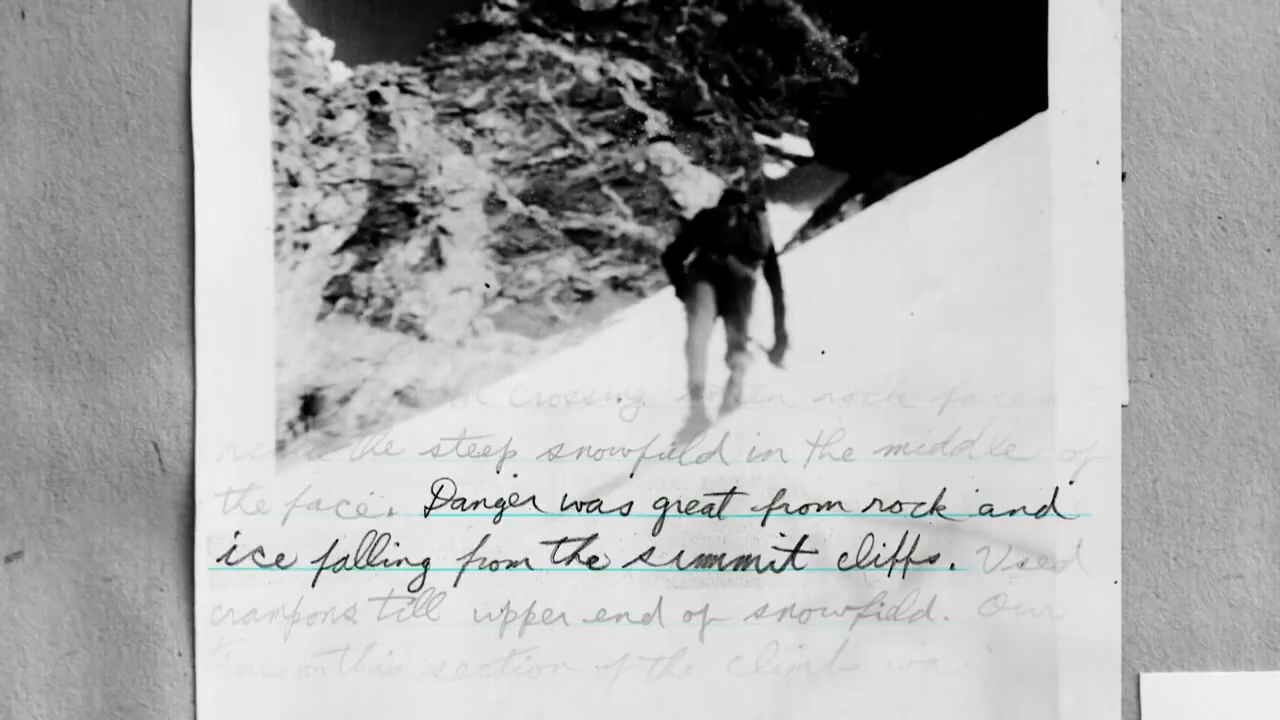 crossing rock faces
the steep snowfield in the middle of
the face. Danger was great from rock and
ice falling from the summit cliffs. Used
crampons till upper end of snowfield. Our
on this section of the climb